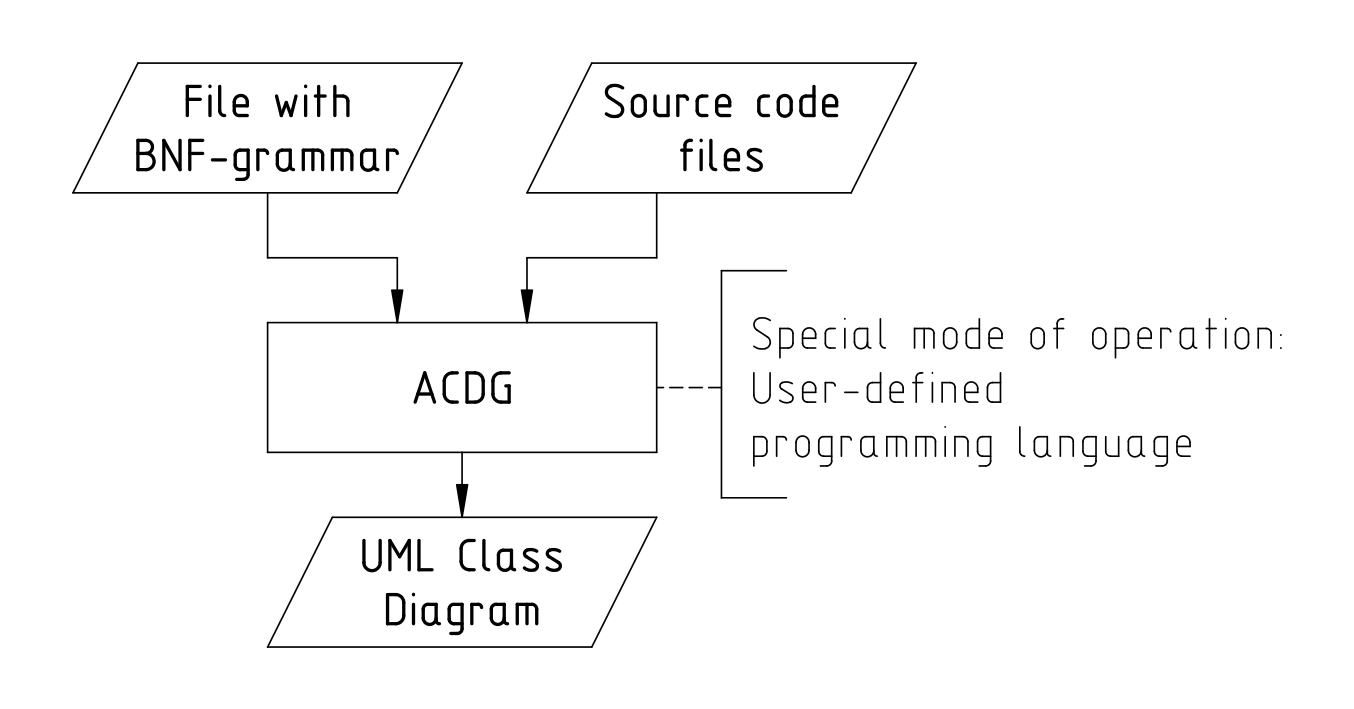 File with
BNF-grammar
Source code
files
ACDG
Special mode of operation:
User-defined
programming language
UML Class
Diagram